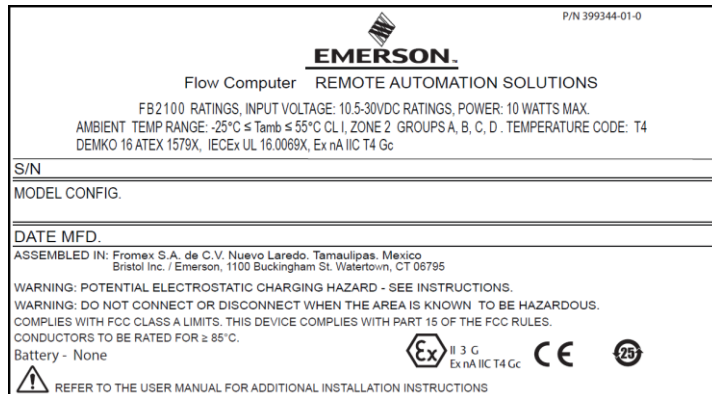 P/N 399344-01-0
EMERSON™
Flow Computer REMOTE AUTOMATION SOLUTIONS
FB2100 RATINGS, INPUT VOLTAGE: 10.5-30VDC RATINGS, POWER: 10 WATTS MAX.
AMBIENT TEMP RANGE: -25°C ≤ Tamb ≤ 55°C CL I, ZONE 2 GROUPS A, B, C, D . TEMPERATURE CODE: T4
DEMKO 16 ATEX 1579X, IECEx UL 16.0069X, Ex nA IIC T4 Gc
S/N
MODEL CONFIG.
DATE MFD.
ASSEMBLED IN: Fromex S.A. de C.V. Nuevo Laredo. Tamaulipas. Mexico
Bristol Inc. / Emerson, 1100 Buckingham St. Watertown, CT 06795
WARNING: POTENTIAL ELECTROSTATIC CHARGING HAZARD - SEE INSTRUCTIONS.
WARNING: DO NOT CONNECT OR DISCONNECT WHEN THE AREA IS KNOWN TO BE HAZARDOUS.
COMPLIES WITH FCC CLASS A LIMITS. THIS DEVICE COMPLIES WITH PART 15 OF THE FCC RULES.
CONDUCTORS TO BE RATED FOR ≥ 85°C.
Battery - None
Ex II 3 G
Ex nA IIC T4 Gc CE 25
REFER TO THE USER MANUAL FOR ADDITIONAL INSTALLATION INSTRUCTIONS